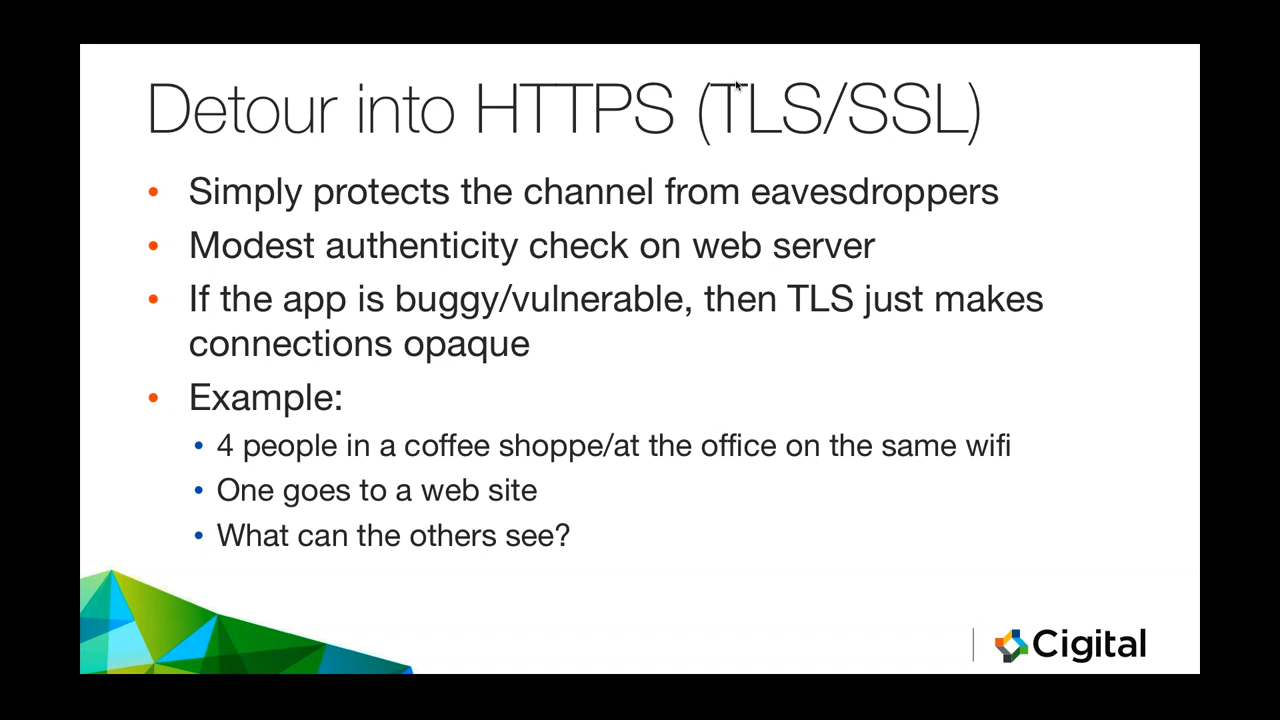 Detour into HTTPS (TLS/SSL)
• Simply protects the channel from eavesdroppers
• Modest authenticity check on web server
• If the app is buggy/vulnerable, then TLS just makes
connections opaque
• Example:
• 4 people in a coffee shoppe/at the office on the same wifi
• One goes to a web site
• What can the others see?
Cigital